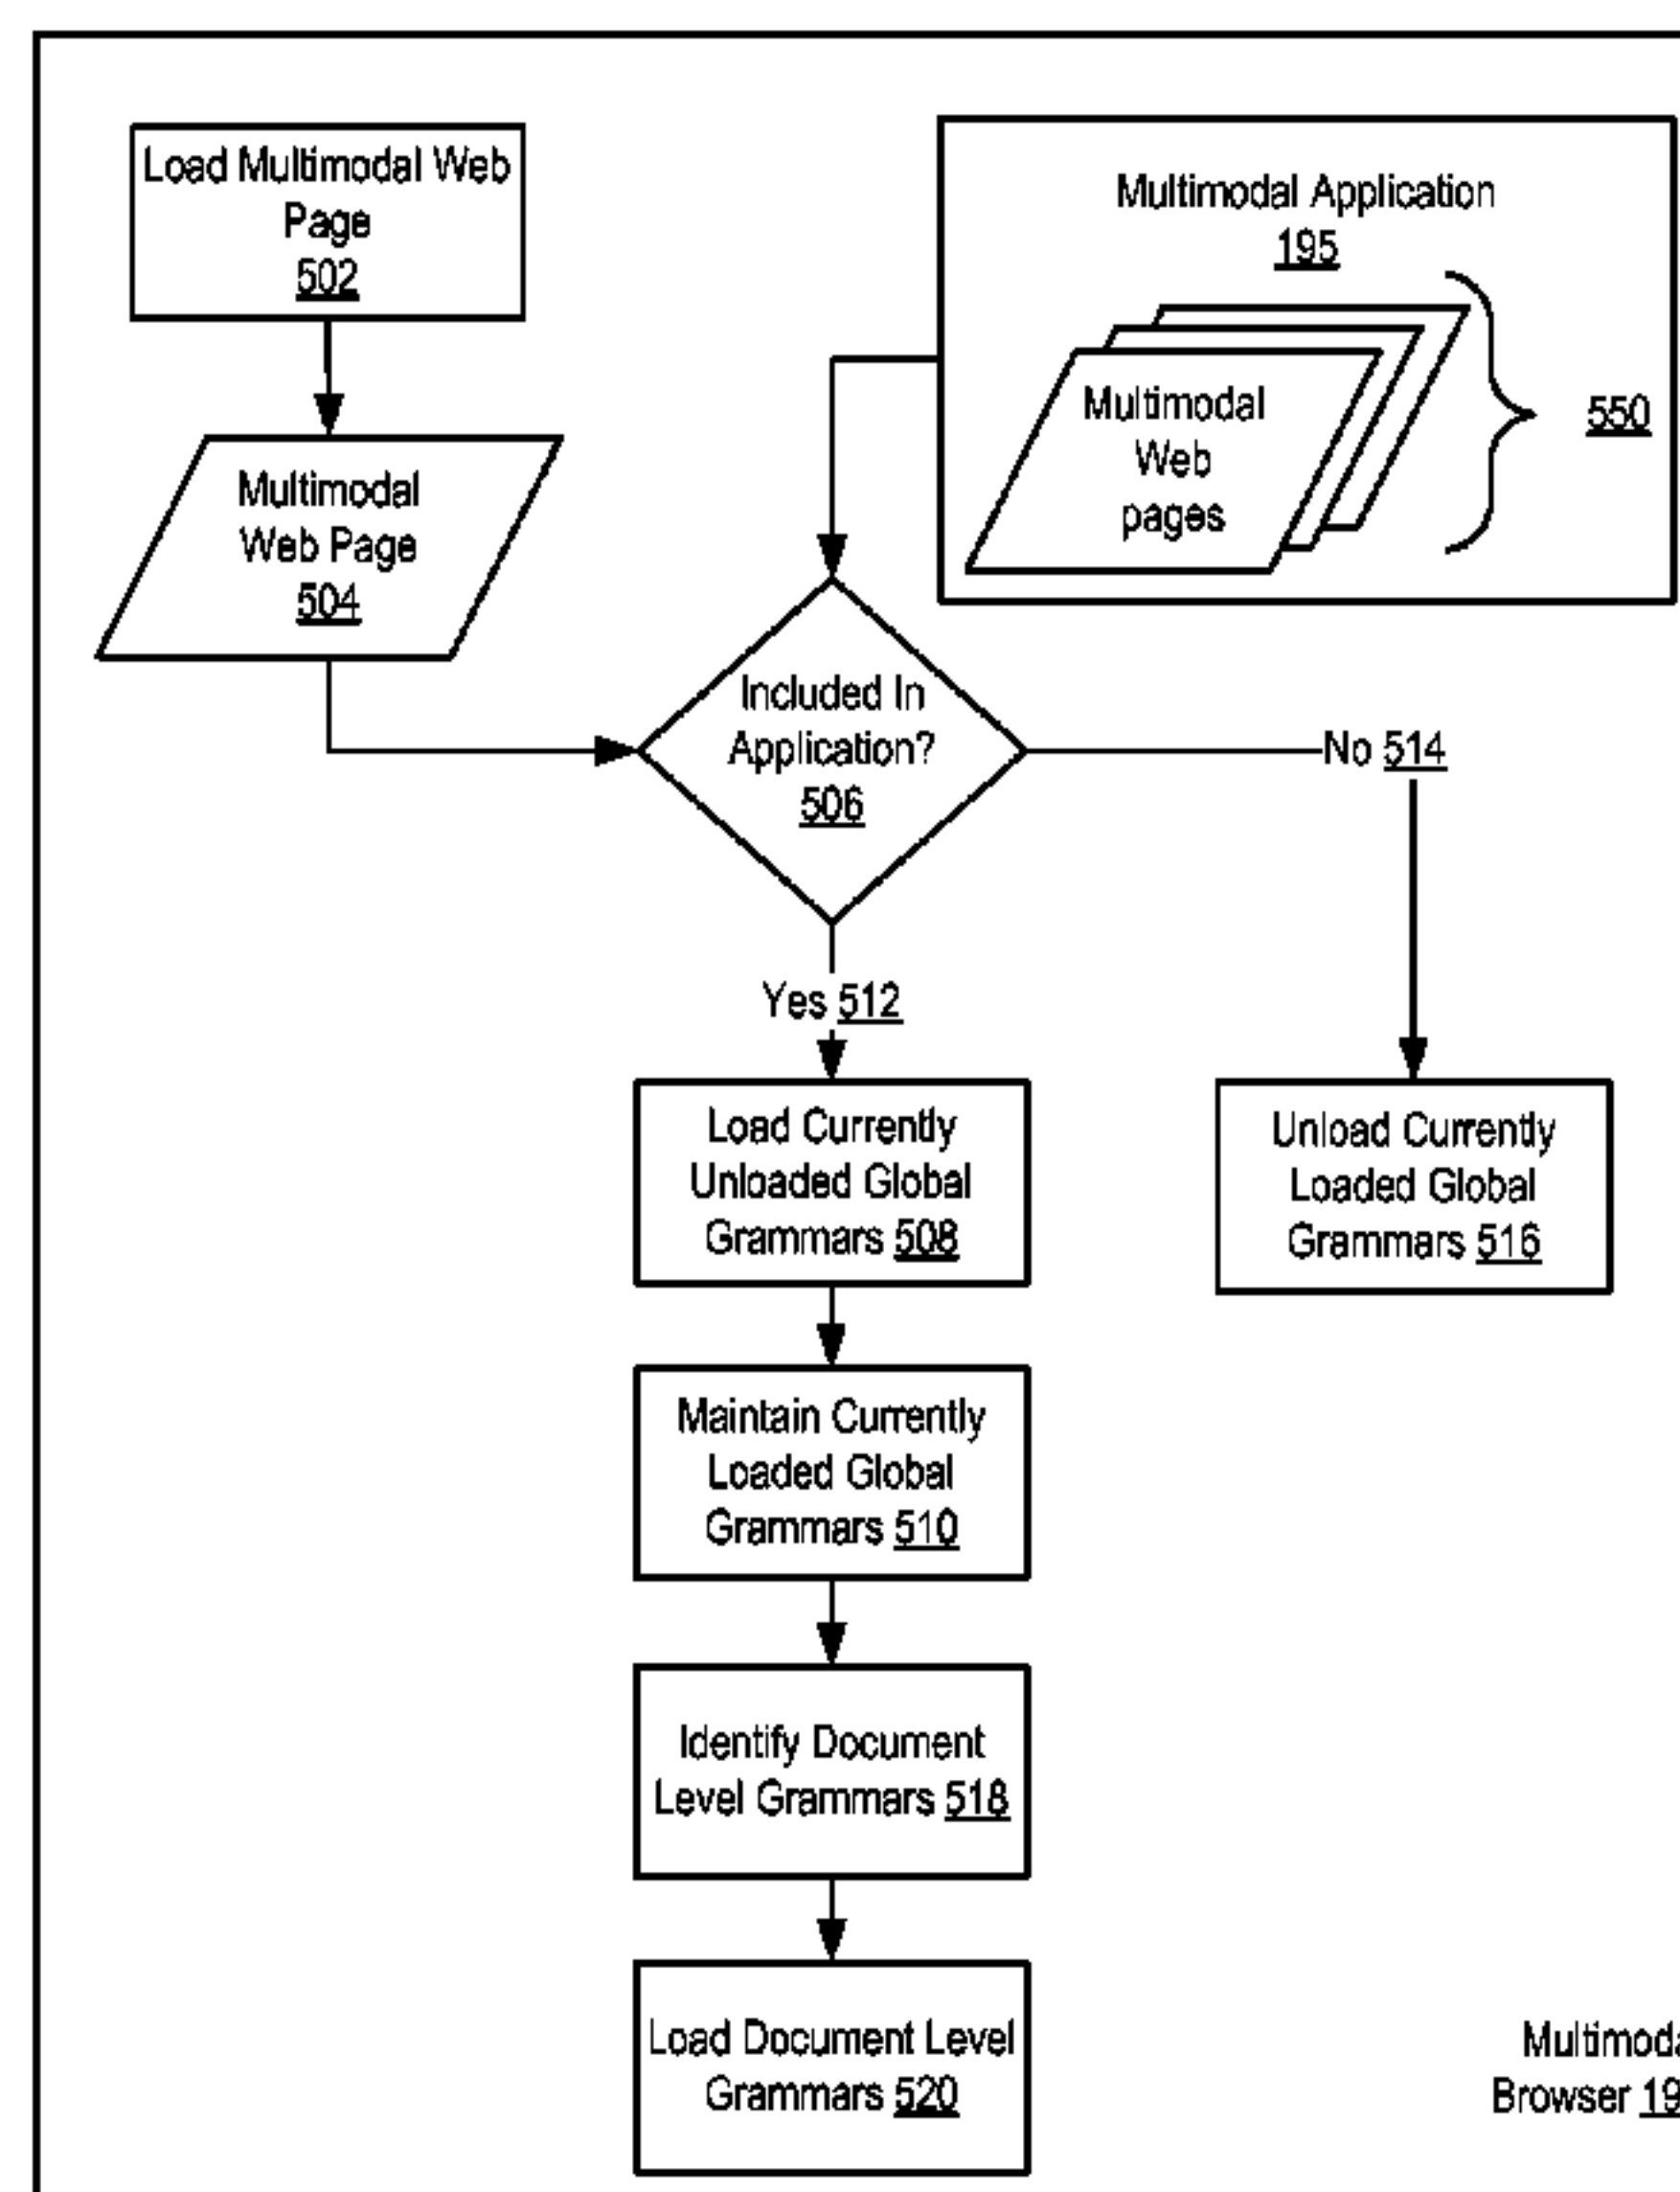 Load Multimodal Web
Page
502
Multimodal Application
195
Multimodal
Web
pages
550
Multimodal
Web Page
504
Included In
Application?
506
No 514
Yes 512
Load Currently
Unloaded Global
Grammars 508
Unload Currently
Loaded Global
Grammars 516
Maintain Currently
Loaded Global
Grammars 510
Identify Document
Level Grammars 518
Load Document Level
Grammars 520
Browser